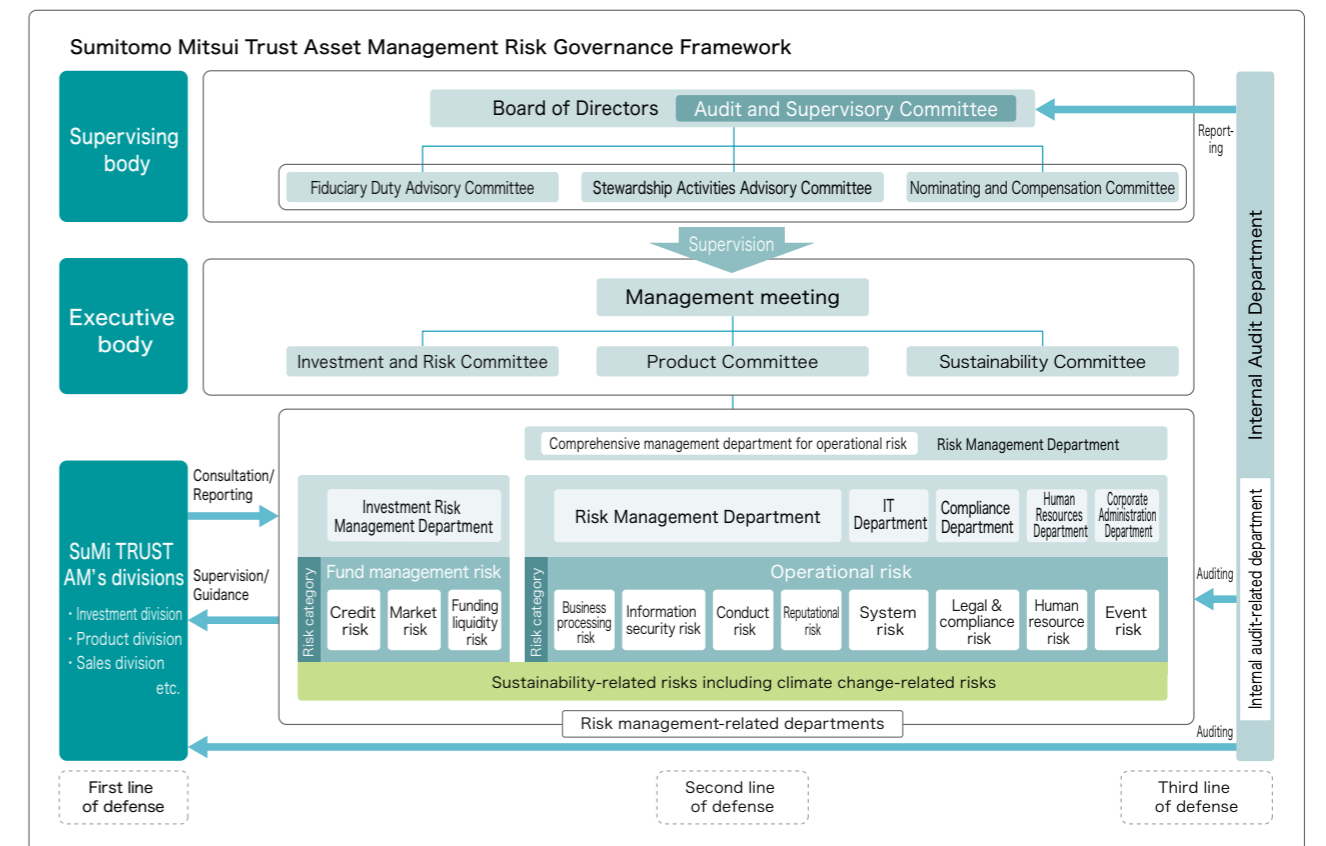 Sumitomo Mitsui Trust Asset Management Risk Governance Framework
Supervising
body
Board of Directors
Audit and Supervisory Committee
Report-
ing
Fiduciary Duty Advisory Committee
Stewardship Activities Advisory Committee
Nominating and Compensation Committee
Supervision
Executive
body
Management meeting
Investment and Risk Committee
Product Committee
Sustainability Committee
Internal Audit Department
Internal audit-related department
Comprehensive management department for operational risk
Risk Management Department
Consultation/
Reporting
Supervision/
Guidance
SuMi TRUST
AM's divisions
・Investment division
・Product division
・Sales division
etc.
Investment Risk
Management Department
Risk Management Department
IT
Department
Compliance
Department
Human
Resources
Department
Corporate
Administration
Department
Risk category
Fund management risk
Credit
risk
Market
risk
Funding
liquidity
risk
Risk category
Operational risk
Business
processing
risk
Information
security risk
Conduct
risk
Reputational
risk
System
risk
Legal &
compliance
risk
Human
resource
risk
Event
risk
Auditing
Sustainability-related risks including climate change-related risks
Risk management-related departments
Auditing
First line
of defense
Second line
of defense
Third line
of defense